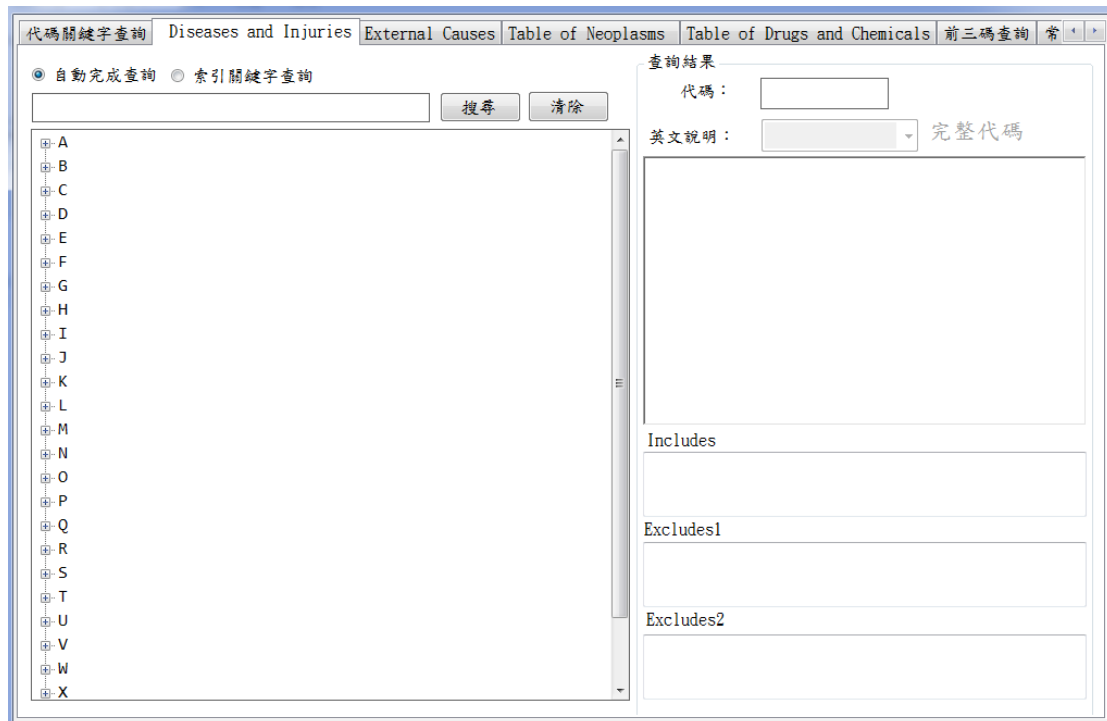 代碼關鍵字查詢 Diseases and Injuries External Causes Table of Neoplasms Table of Drugs and Chemicals 前三碼查詢 常
自動完成查詢 索引關鍵字查詢
搜尋 清除
A
B
C
D
E
F
G
H
I
J
K
L
M
N
O
P
Q
R
S
T
U
V
W
X
查詢結果
代碼：
英文說明： 完整代碼
Includes
Excludes1
Excludes2